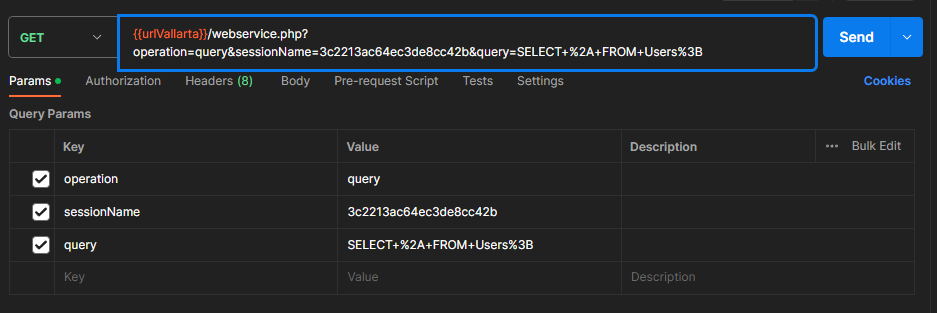 GET
{{urlVallarta}}/webservice.php?
operation=query&sessionName=3c2213ac64ec3de8cc42b&query=SELECT+%2A+FROM+Users%3B
Send
Params Authorization Headers (8) Body Pre-request Script Tests Settings Cookies
Query Params
Key Value Description ••• Bulk Edit
operation query
sessionName 3c2213ac64ec3de8cc42b
query SELECT+%2A+FROM+Users%3B
Key Value Description